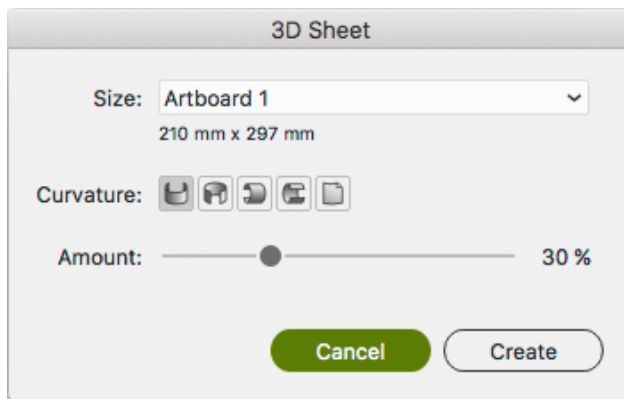 3D Sheet
Size: Artboard 1
210 mm x 297 mm
Curvature:
Amount: 30 %
Cancel Create